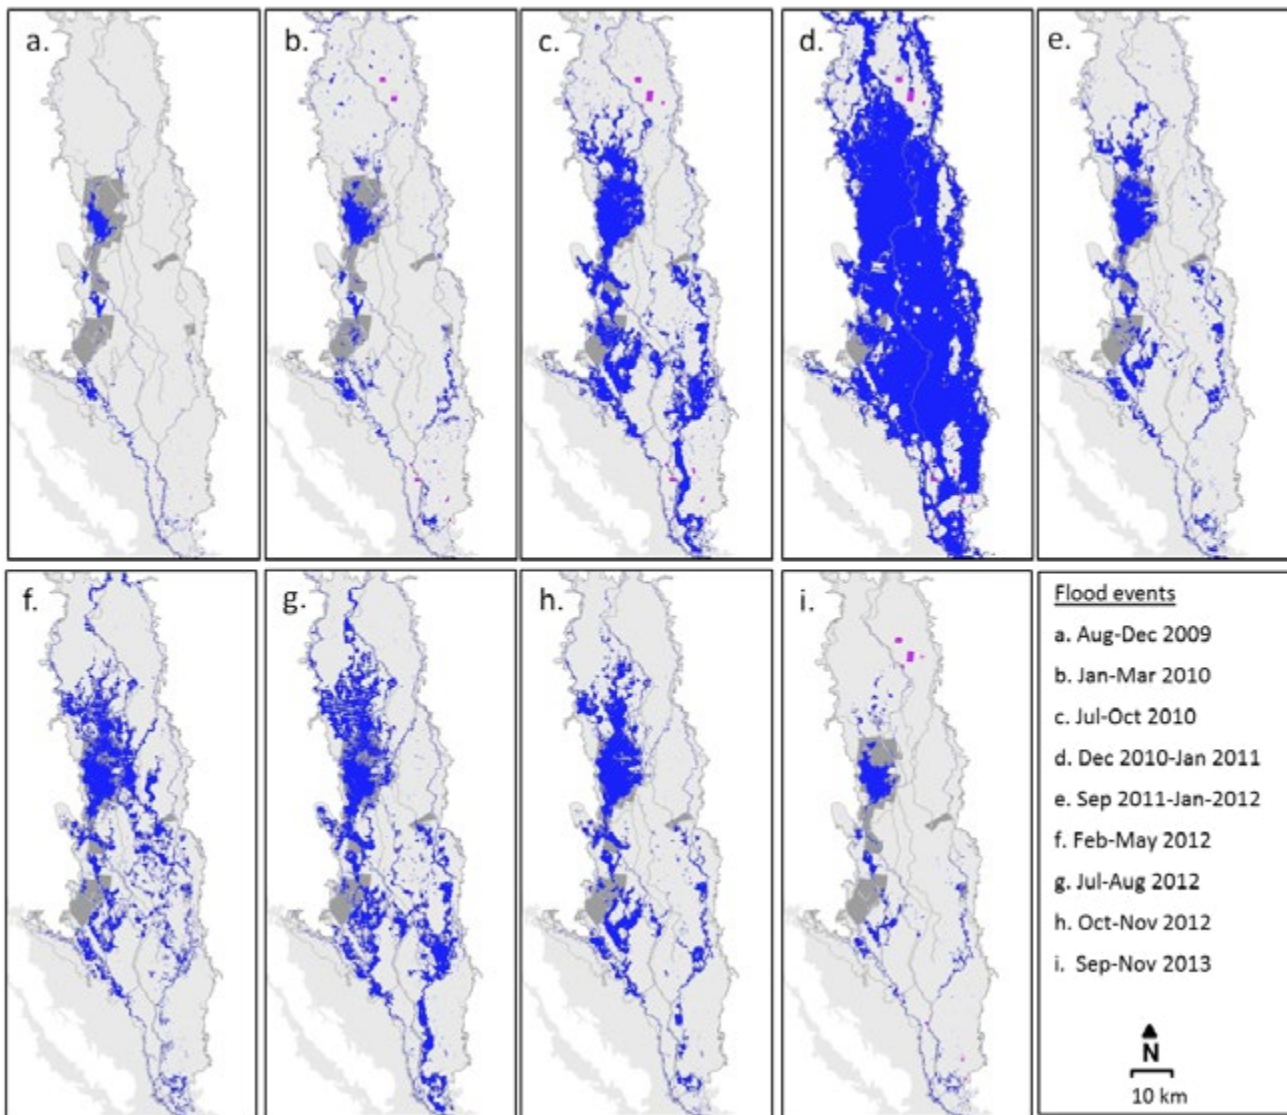 a.
b.
c.
d.
e.
f.
g.
h.
i.
Flood events
a. Aug-Dec 2009
b. Jan-Mar 2010
c. Jul-Oct 2010
d. Dec 2010-Jan 2011
e. Sep 2011-Jan-2012
f. Feb-May 2012
g. Jul-Aug 2012
h. Oct-Nov 2012
i. Sep-Nov 2013
N
10 km